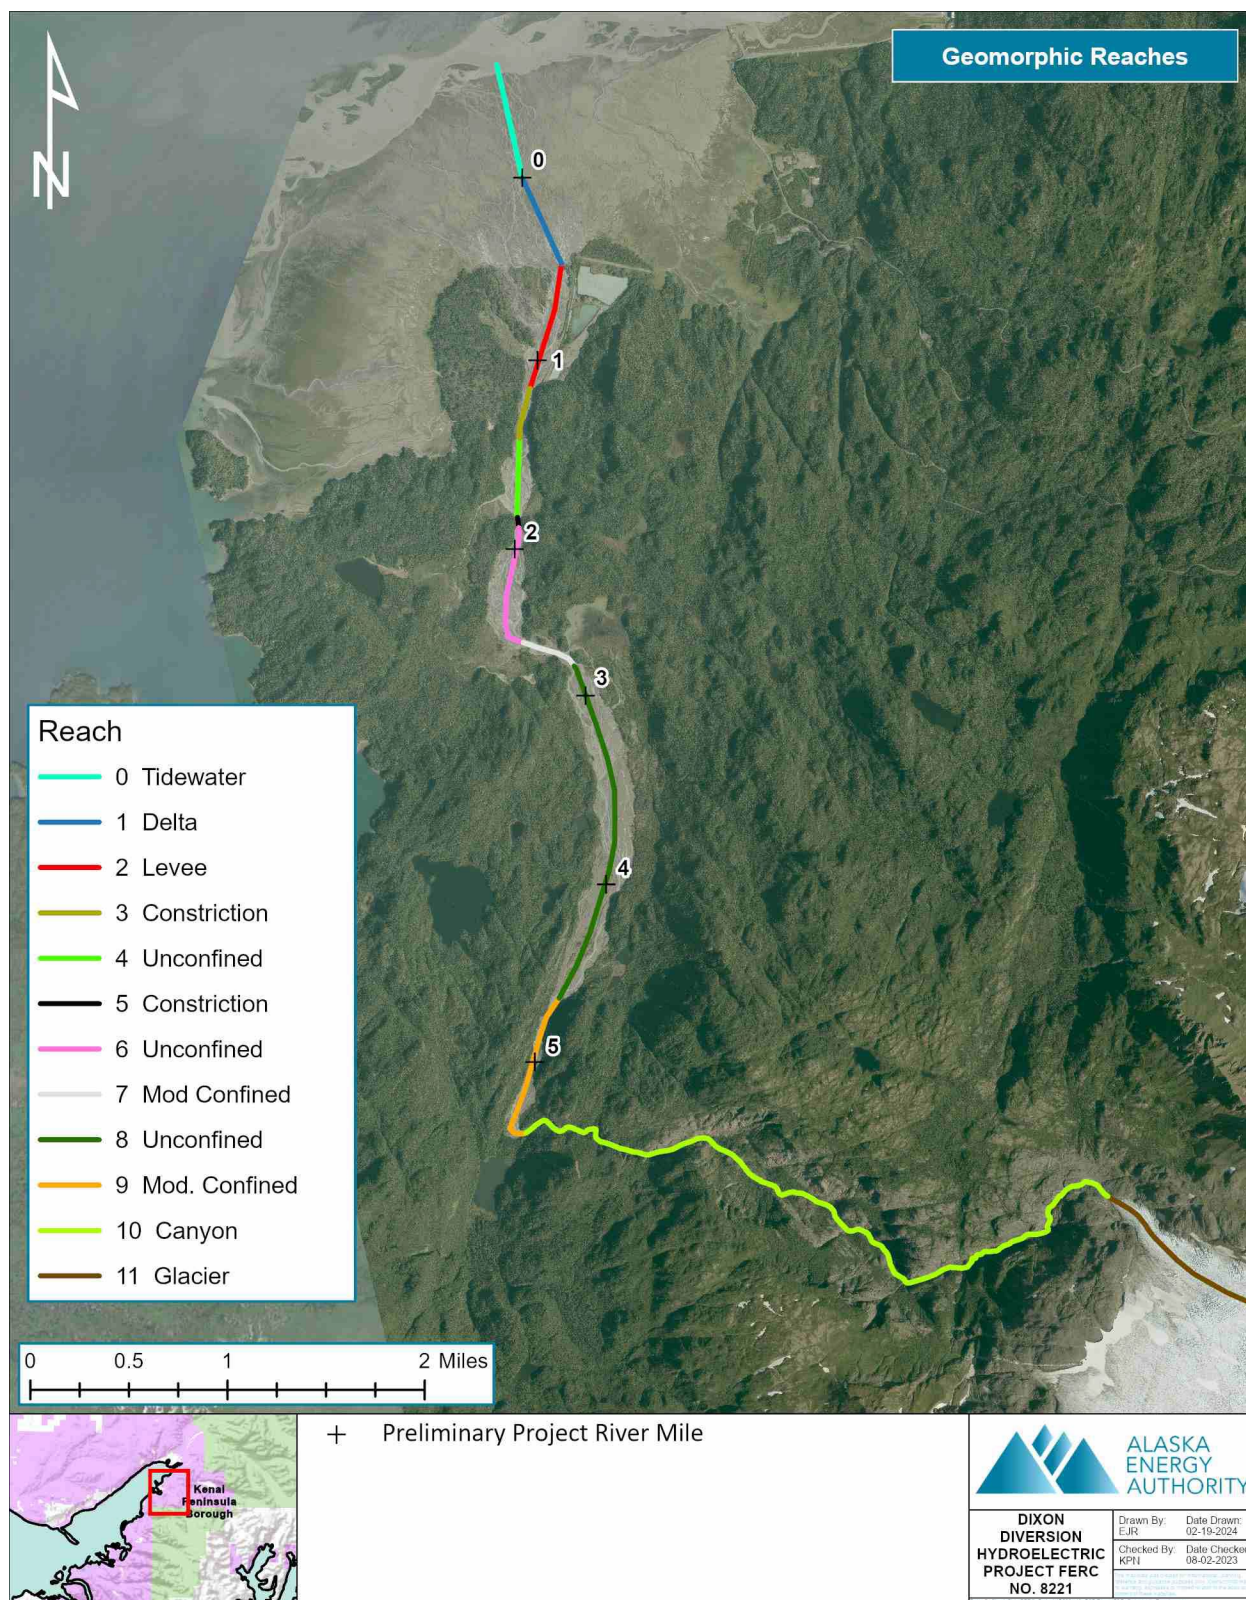 Geomorphic Reaches
N
0
1
2
3
4
5
Reach
0 Tidewater
1 Delta
2 Levee
3 Constriction
4 Unconfined
5 Constriction
6 Unconfined
7 Mod Confined
8 Unconfined
9 Mod. Confined
10 Canyon
11 Glacier
0 0.5 1 2 Miles
Kenai
Peninsula
Borough
+ Preliminary Project River Mile
ALASKA
ENERGY
AUTHORITY
DIXON
DIVERSION
HYDROELECTRIC
PROJECT FERC
NO. 8221
Drawn By:
EJR
Date Drawn:
02-19-2024
Checked By:
KPN
Date Checke
08-02-2023